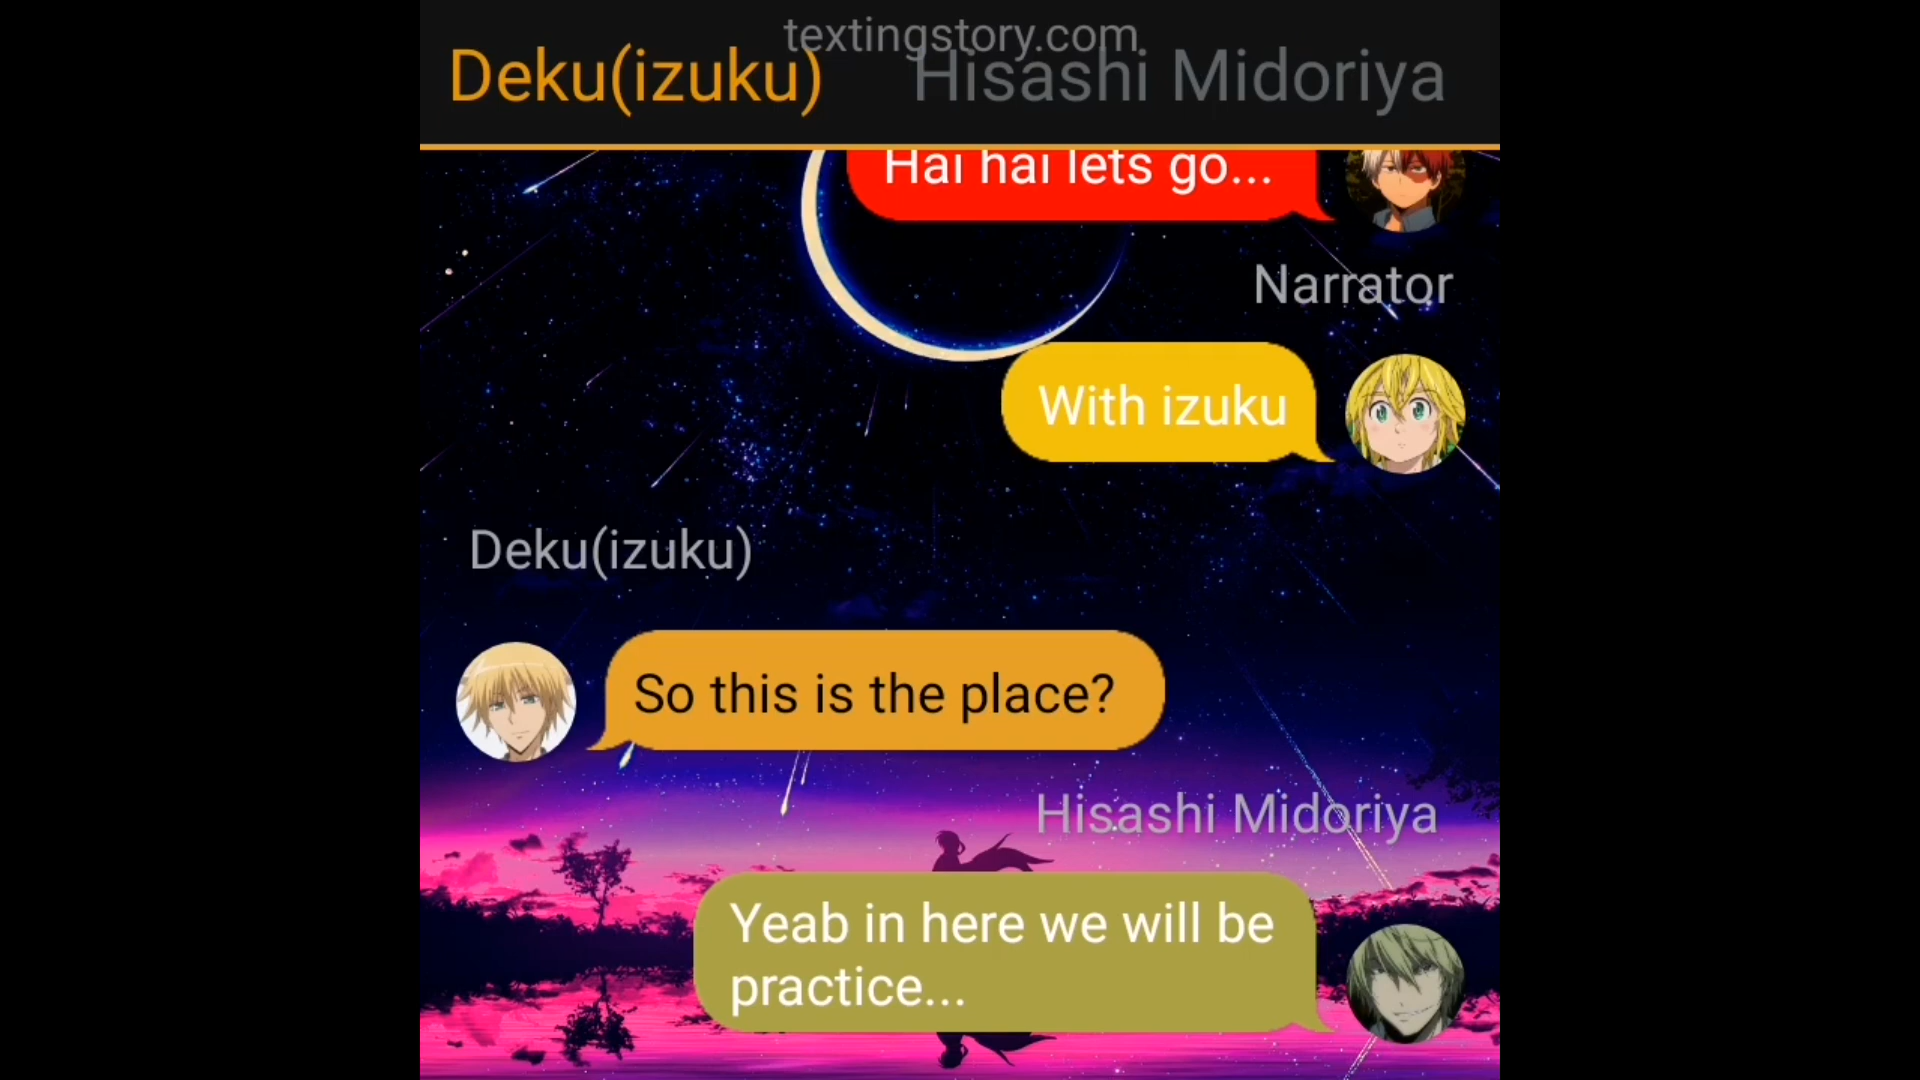 textingstory.com
Deku(izuku) Hisashi Midoriya
Hai hai lets go...
Narrator
With izuku
Deku(izuku)
So this is the place?
Hisashi Midoriya
Yeab in here we will be
practice...